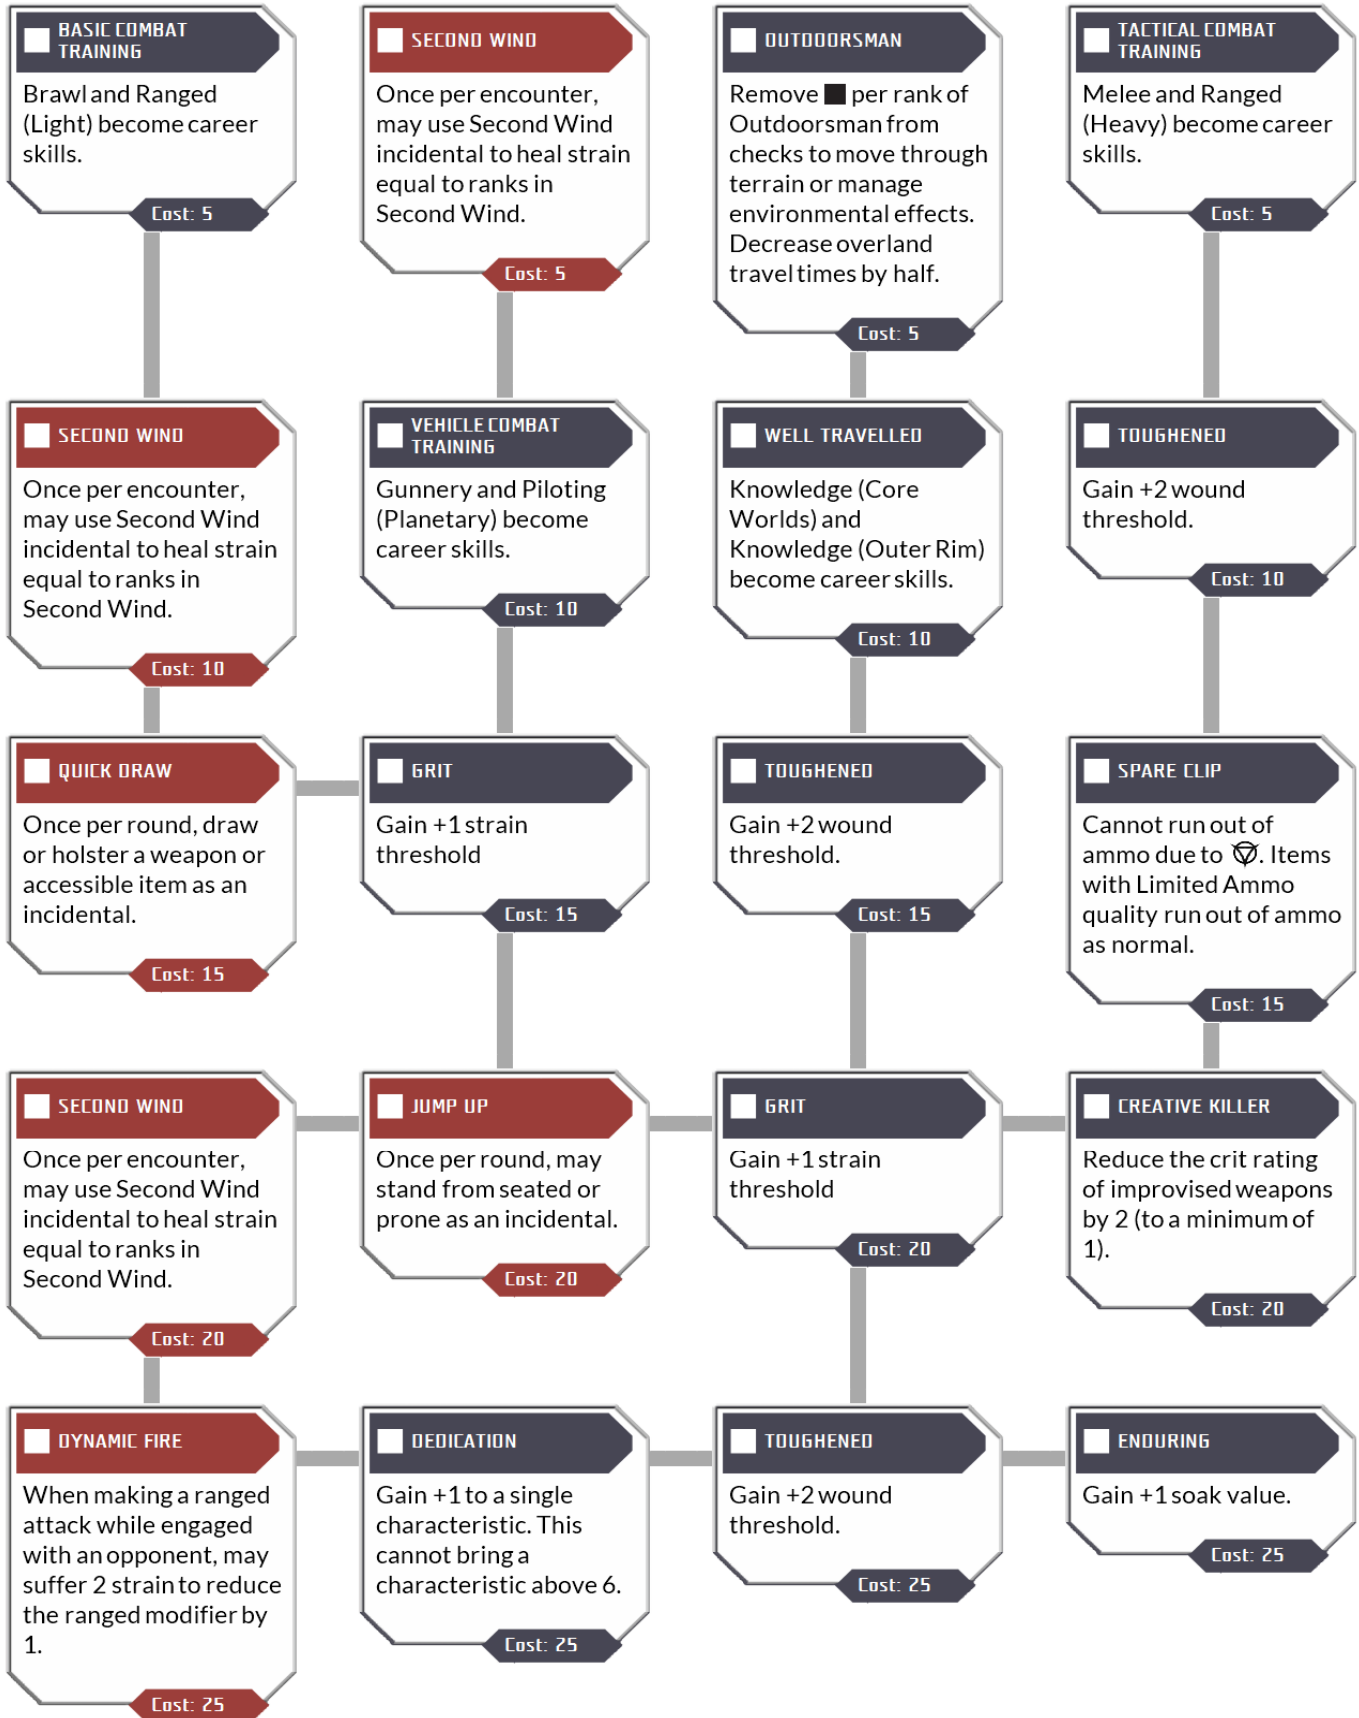 BASIC COMBAT
TRAINING
Brawl and Ranged
(Light) become career
skills.
Cost: 5
SECOND WIND
Once per encounter,
may use Second Wind
incidental to heal strain
equal to ranks in
Second Wind.
Cost: 5
OUTDOORSMAN
Remove ■ per rank of
Outdoorsman from
checks to move through
terrain or manage
environmental effects.
Decrease overland
travel times by half.
Cost: 5
TACTICAL COMBAT
TRAINING
Melee and Ranged
(Heavy) become career
skills.
Cost: 5
SECOND WIND
Once per encounter,
may use Second Wind
incidental to heal strain
equal to ranks in
Second Wind.
Cost: 10
VEHICLE COMBAT
TRAINING
Gunnery and Piloting
(Planetary) become
career skills.
Cost: 10
WELL TRAVELLED
Knowledge (Core
Worlds) and
Knowledge (Outer Rim)
become career skills.
Cost: 10
TOUGHENED
Gain +2 wound
threshold.
Cost: 10
QUICK DRAW
Once per round, draw
or holster a weapon or
accessible item as an
incidental.
Cost: 15
GRIT
Gain +1 strain
threshold
Cost: 15
TOUGHENED
Gain +2 wound
threshold.
Cost: 15
SPARE CLIP
Cannot run out of
ammo due to . Items
with Limited Ammo
quality run out of ammo
as normal.
Cost: 15
SECOND WIND
Once per encounter,
may use Second Wind
incidental to heal strain
equal to ranks in
Second Wind.
Cost: 20
JUMP UP
Once per round, may
stand from seated or
prone as an incidental.
Cost: 20
GRIT
Gain +1 strain
threshold
Cost: 20
CREATIVE KILLER
Reduce the crit rating
of improvised weapons
by 2 (to a minimum of
1).
Cost: 20
DYNAMIC FIRE
When making a ranged
attack while engaged
with an opponent, may
suffer 2 strain to reduce
the ranged modifier by
1.
Cost: 25
DEDICATION
Gain +1 to a single
characteristic. This
cannot bring a
characteristic above 6.
Cost: 25
TOUGHENED
Gain +2 wound
threshold.
Cost: 25
ENDURING
Gain +1 soak value.
Cost: 25